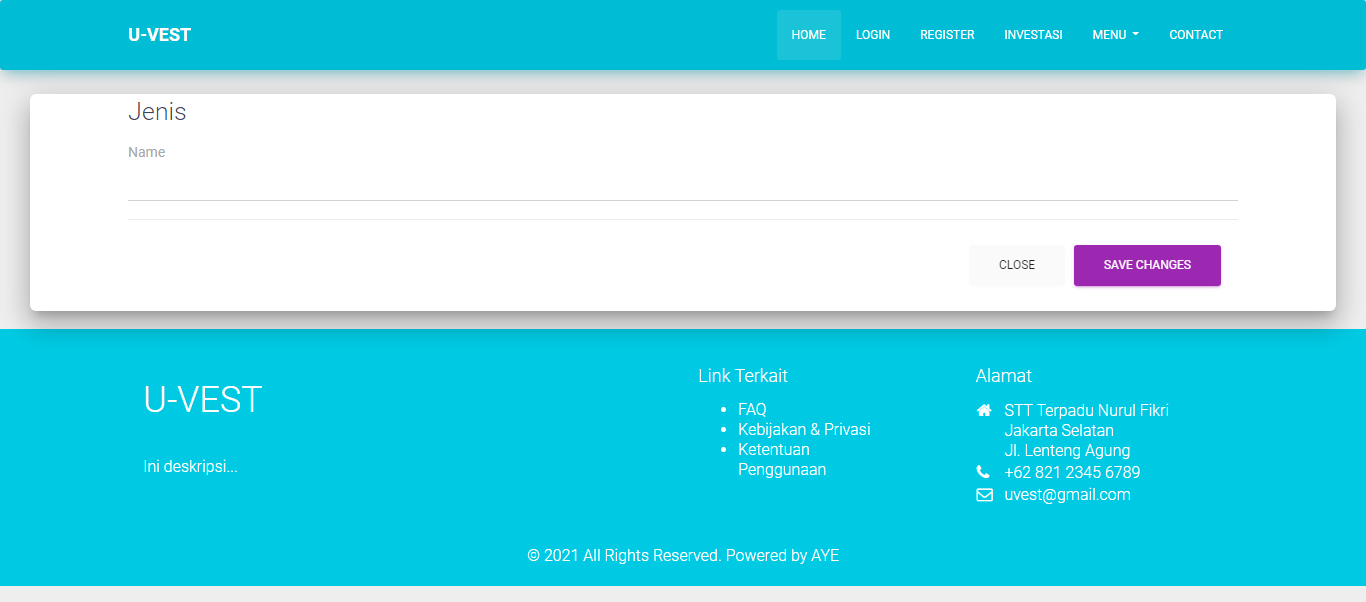 U-VEST
HOME
LOGIN
REGISTER
INVESTASI
MENU
CONTACT
Jenis
Name
CLOSE
SAVE CHANGES
U-VEST
Ini deskripsi...
Link Terkait
FAQ
Kebijakan & Privasi
Ketentuan
Penggunaan
Alamat
STT Terpadu Nurul Fikri
Jakarta Selatan
Jl. Lenteng Agung
+62 821 2345 6789
uvest@gmail.com
© 2021 All Rights Reserved. Powered by AYE